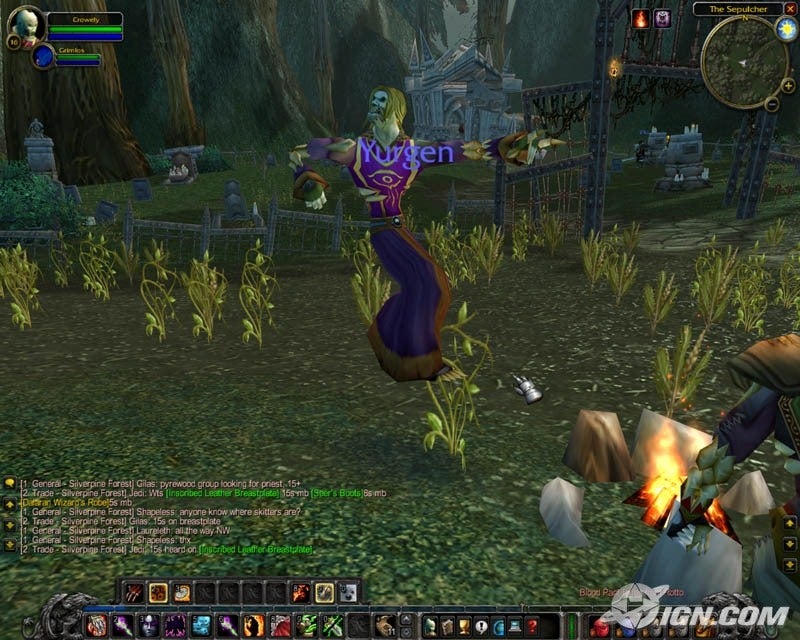 Crowely
Grimlos
The Sepulcher
N
Yurgen
[1. General - Silverpine Forest] Gilas: pyrewood group looking for priest. 15+
[2. Trade - Silverpine Forest] Jedi: Wts [Inscribed Leather Breastplate] 15s mb
8s mb
[Dalaran Wizard's Robe]5s mb
[1. General - Silverpine Forest] Shapeless: anyone know where skitters are?
[2. Trade - Silverpine Forest] Gilas: 15s on breastplate
[1. General - Silverpine Forest] Laureleth: all the way NW
[1. General - Silverpine Forest] Shapeless: thx
[2. Trade - Silverpine Forest] Jedi: 15s heard on [Inscribed Leather Breastplate]
Blood Pact
IGN.COM